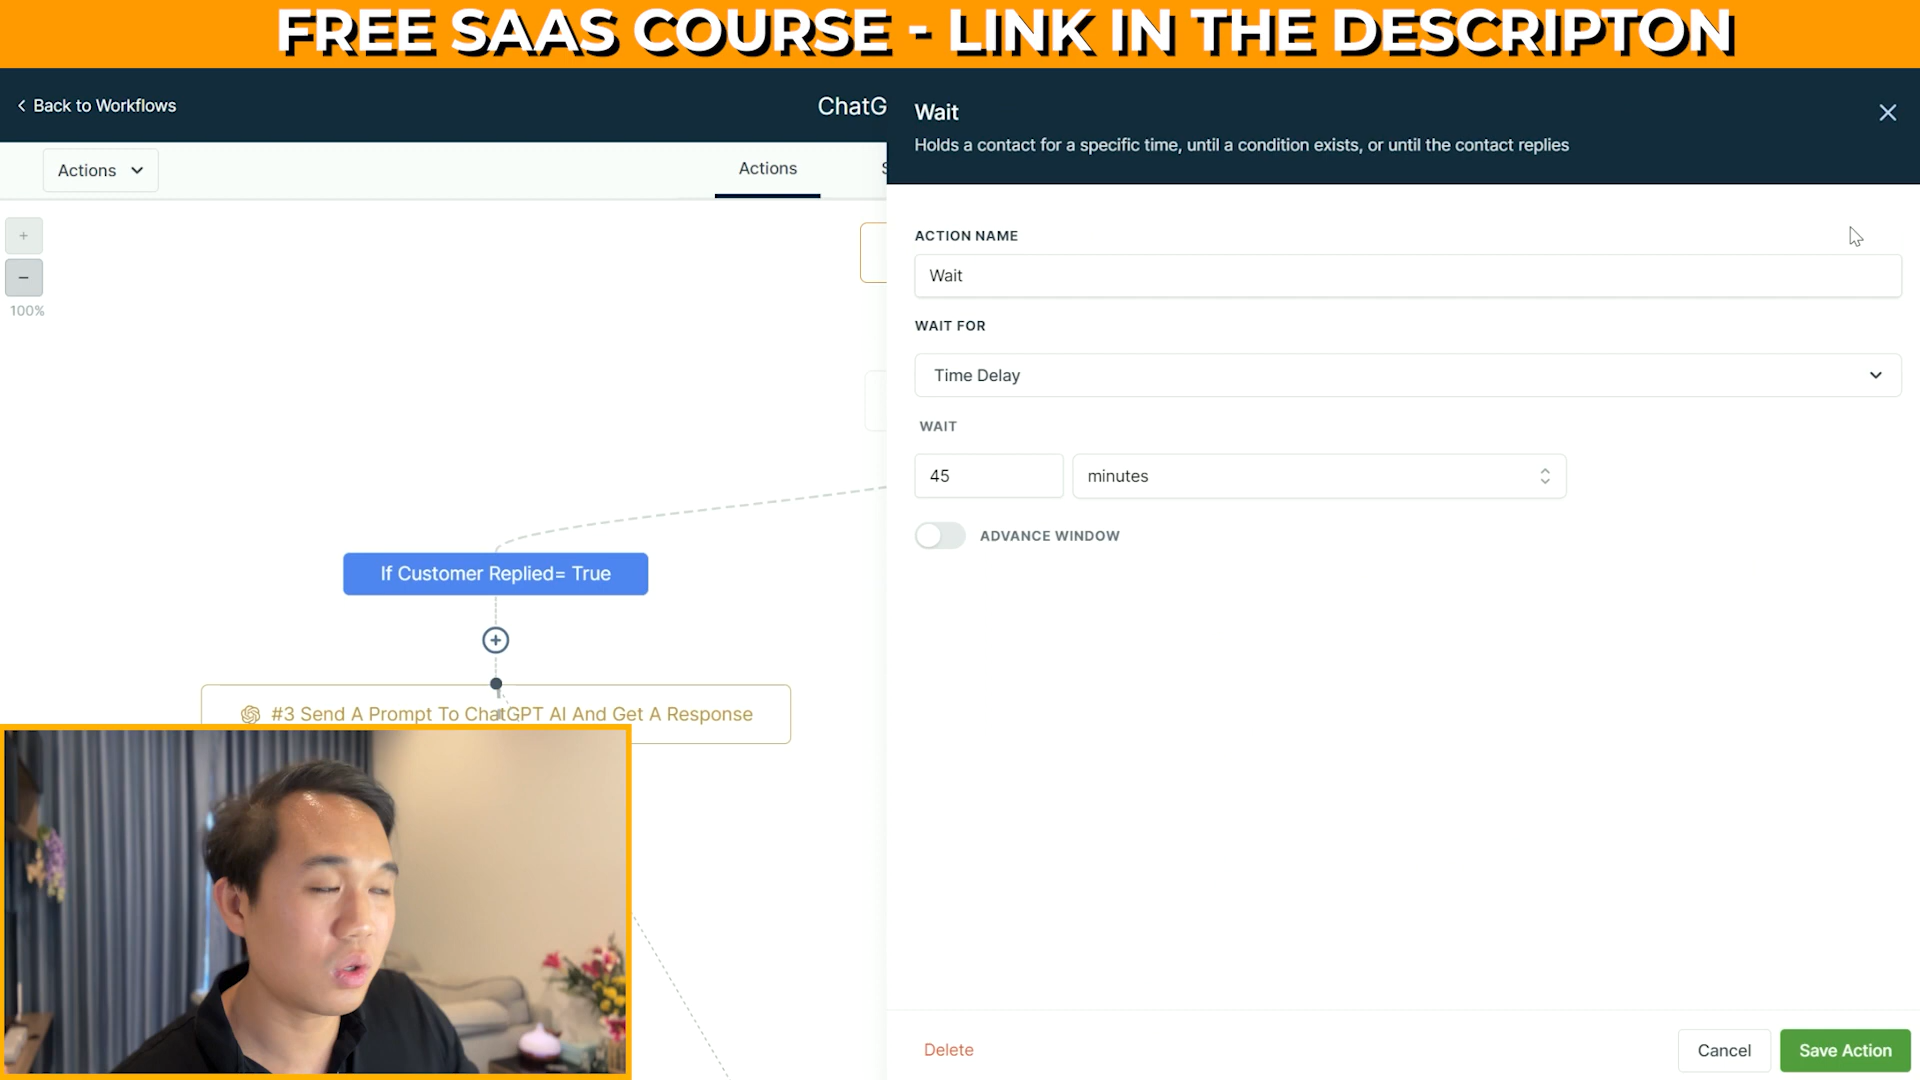 FREE SAAS COURSE - LINK IN THE DESCRIPTON
Back to Workflows
ChatG
Wait
Holds a contact for a specific time, until a condition exists, or until the contact replies
Actions
Actions
S
+
−
100%
ACTION NAME
Wait
WAIT FOR
Time Delay
WAIT
45
minutes
ADVANCE WINDOW
If Customer Replied= True
+
#3 Send A Prompt To ChatGPT AI And Get A Response
Delete
Cancel
Save Action